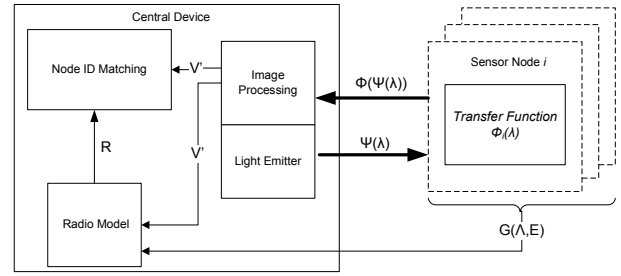 Central Device
Node ID Matching
V'
Image
Processing
Φ(Ψ(λ))
Sensor Node i
Transfer Function
Φi(λ)
Ψ(λ)
Light Emitter
R
V'
Radio Model
G(Λ,E)